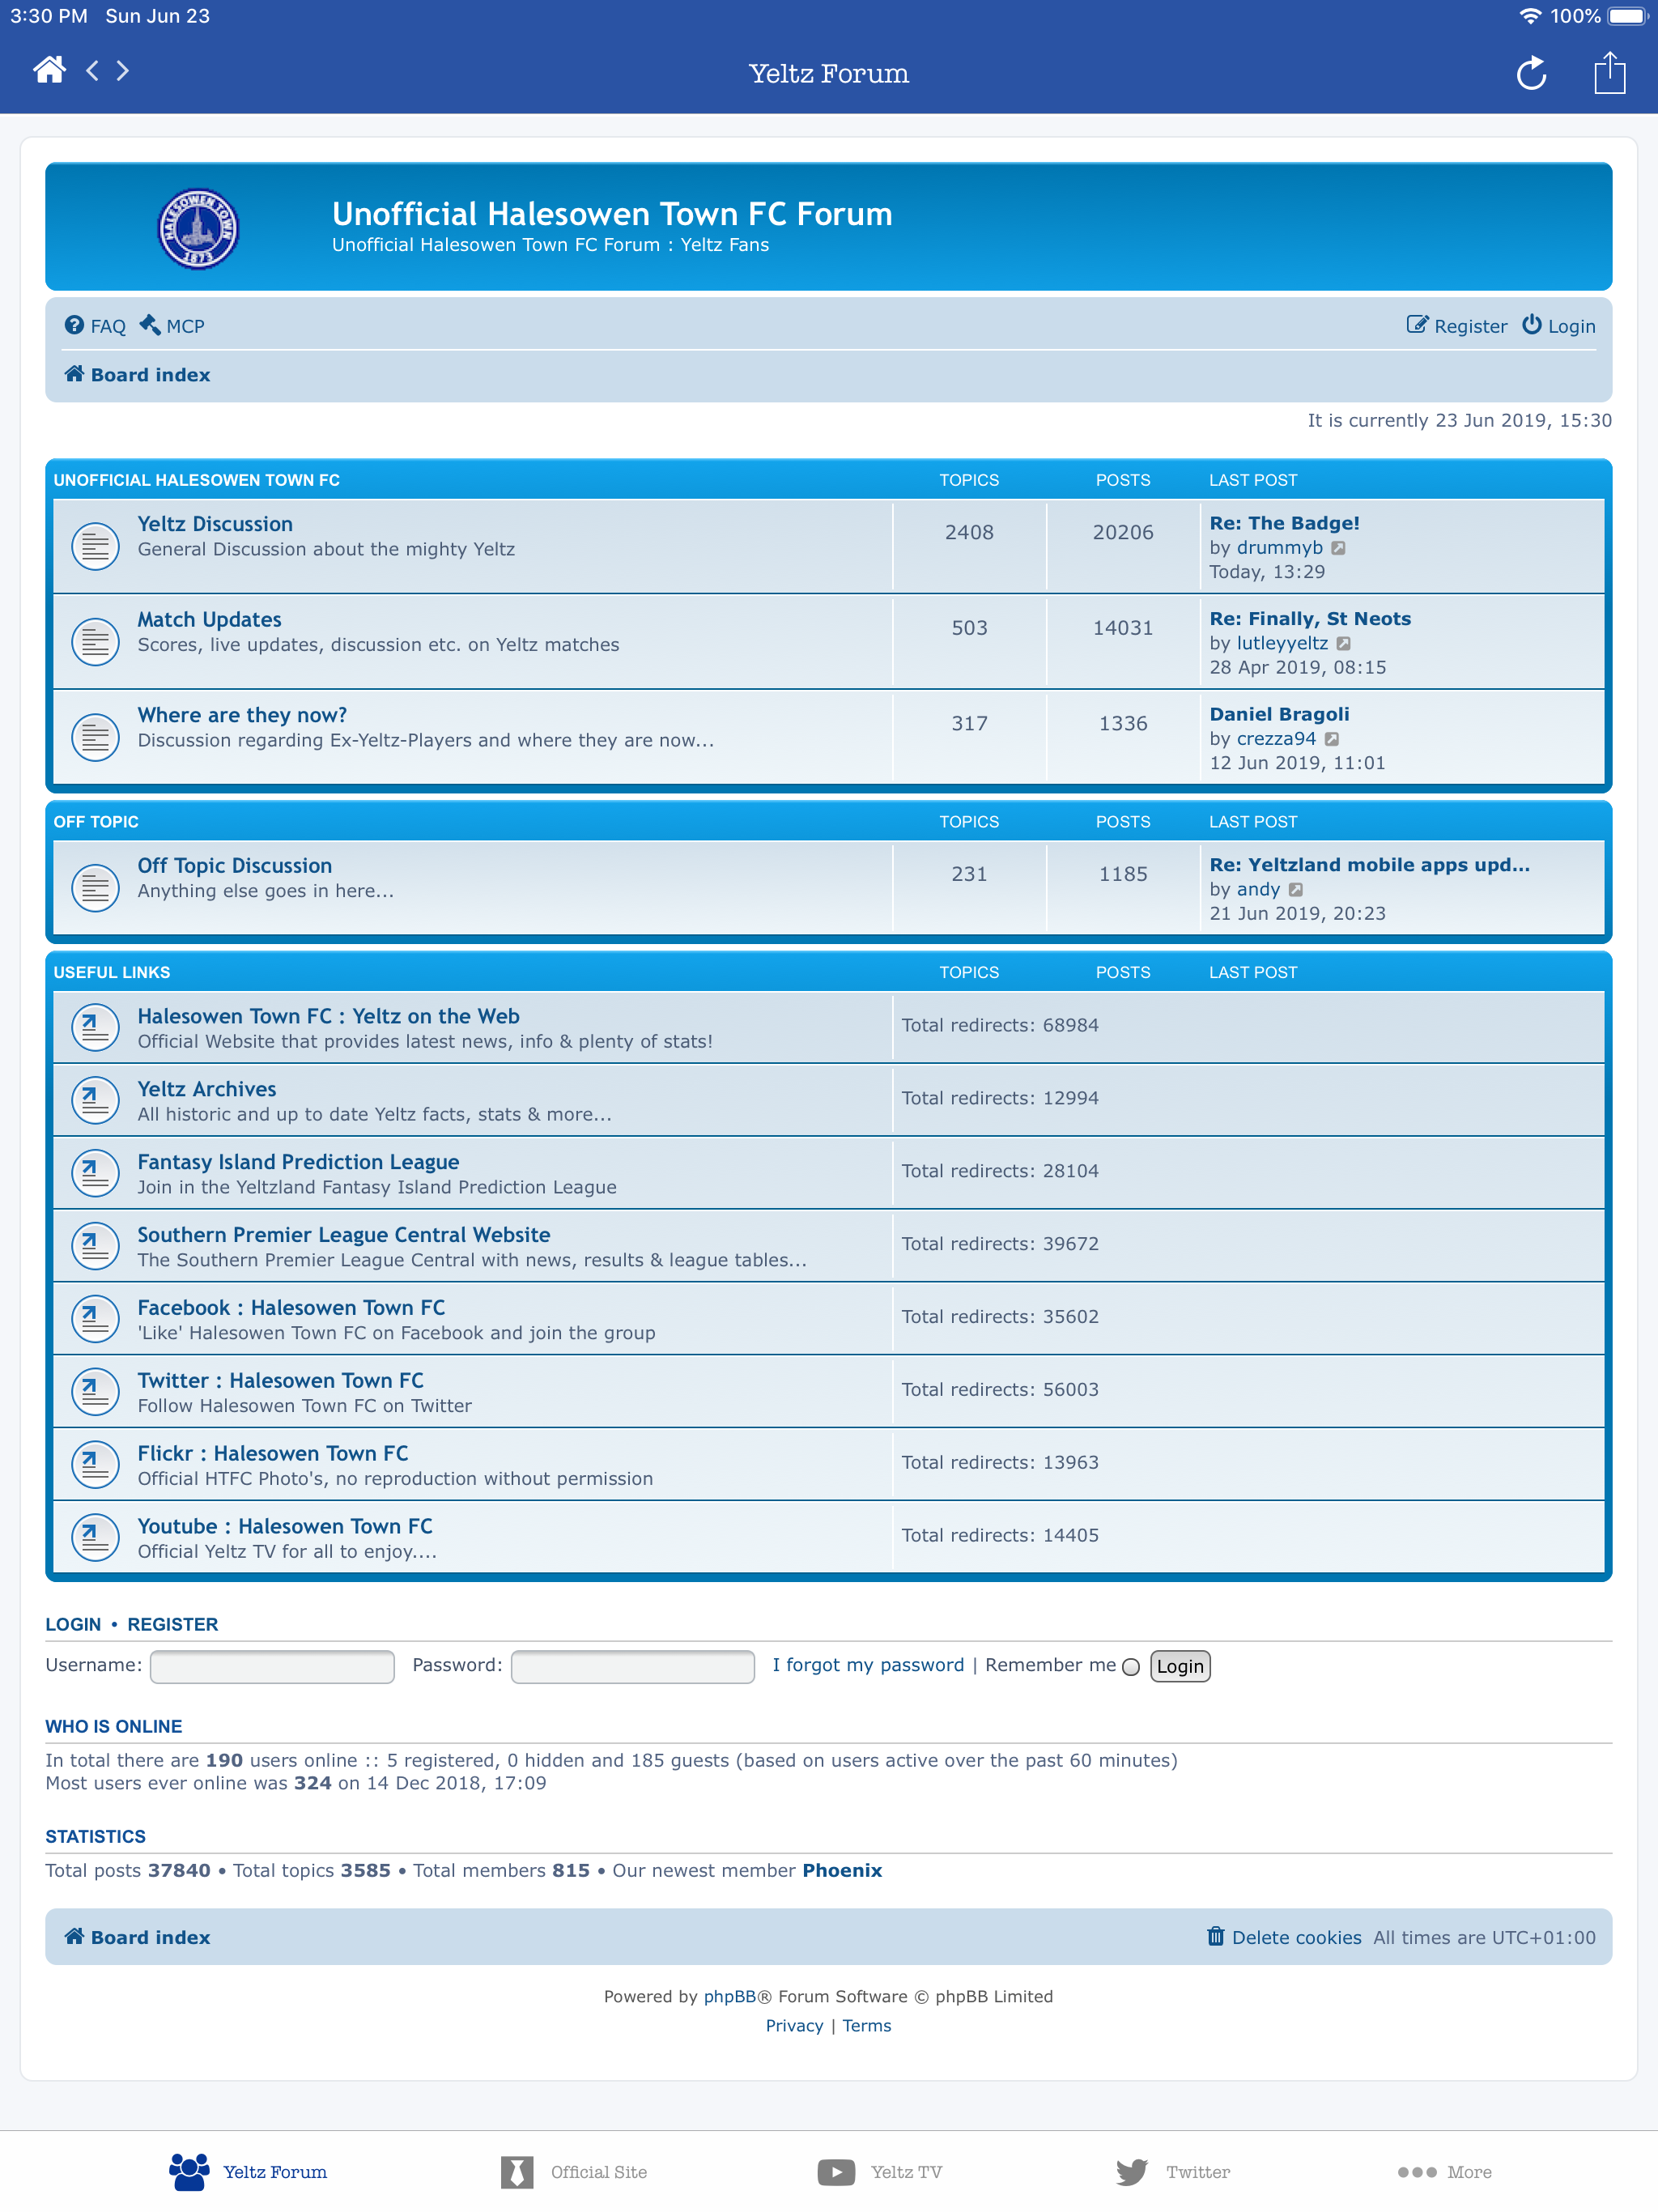 3:30 PM Sun Jun 23
100%
Yeltz Forum
HALESOWEN TOWN
1873
Unofficial Halesowen Town FC Forum
Unofficial Halesowen Town FC Forum : Yeltz Fans
FAQ MCP
Register Login
Board index
It is currently 23 Jun 2019, 15:30
UNOFFICIAL HALESOWEN TOWN FC TOPICS POSTS LAST POST
Yeltz Discussion
General Discussion about the mighty Yeltz
2408 20206
Re: The Badge!
by drummyb
Today, 13:29
Match Updates
Scores, live updates, discussion etc. on Yeltz matches
503 14031
Re: Finally, St Neots
by lutleyyeltz
28 Apr 2019, 08:15
Where are they now?
Discussion regarding Ex-Yeltz-Players and where they are now...
317 1336
Daniel Bragoli
by crezza94
12 Jun 2019, 11:01
OFF TOPIC TOPICS POSTS LAST POST
Off Topic Discussion
Anything else goes in here...
231 1185
Re: Yeltzland mobile apps upd...
by andy
21 Jun 2019, 20:23
USEFUL LINKS TOPICS POSTS LAST POST
Halesowen Town FC : Yeltz on the Web
Official Website that provides latest news, info & plenty of stats!
Total redirects: 68984
Yeltz Archives
All historic and up to date Yeltz facts, stats & more...
Total redirects: 12994
Fantasy Island Prediction League
Join in the Yeltzland Fantasy Island Prediction League
Total redirects: 28104
Southern Premier League Central Website
The Southern Premier League Central with news, results & league tables...
Total redirects: 39672
Facebook : Halesowen Town FC
'Like' Halesowen Town FC on Facebook and join the group
Total redirects: 35602
Twitter : Halesowen Town FC
Follow Halesowen Town FC on Twitter
Total redirects: 56003
Flickr : Halesowen Town FC
Official HTFC Photo's, no reproduction without permission
Total redirects: 13963
Youtube : Halesowen Town FC
Official Yeltz TV for all to enjoy....
Total redirects: 14405
LOGIN • REGISTER
Username: Password: I forgot my password | Remember me Login
WHO IS ONLINE
In total there are 190 users online :: 5 registered, 0 hidden and 185 guests (based on users active over the past 60 minutes)
Most users ever online was 324 on 14 Dec 2018, 17:09
STATISTICS
Total posts 37840 • Total topics 3585 • Total members 815 • Our newest member Phoenix
Board index
Delete cookies All times are UTC+01:00
Powered by phpBB® Forum Software © phpBB Limited
Privacy | Terms
Yeltz Forum Official Site Yeltz TV Twitter More